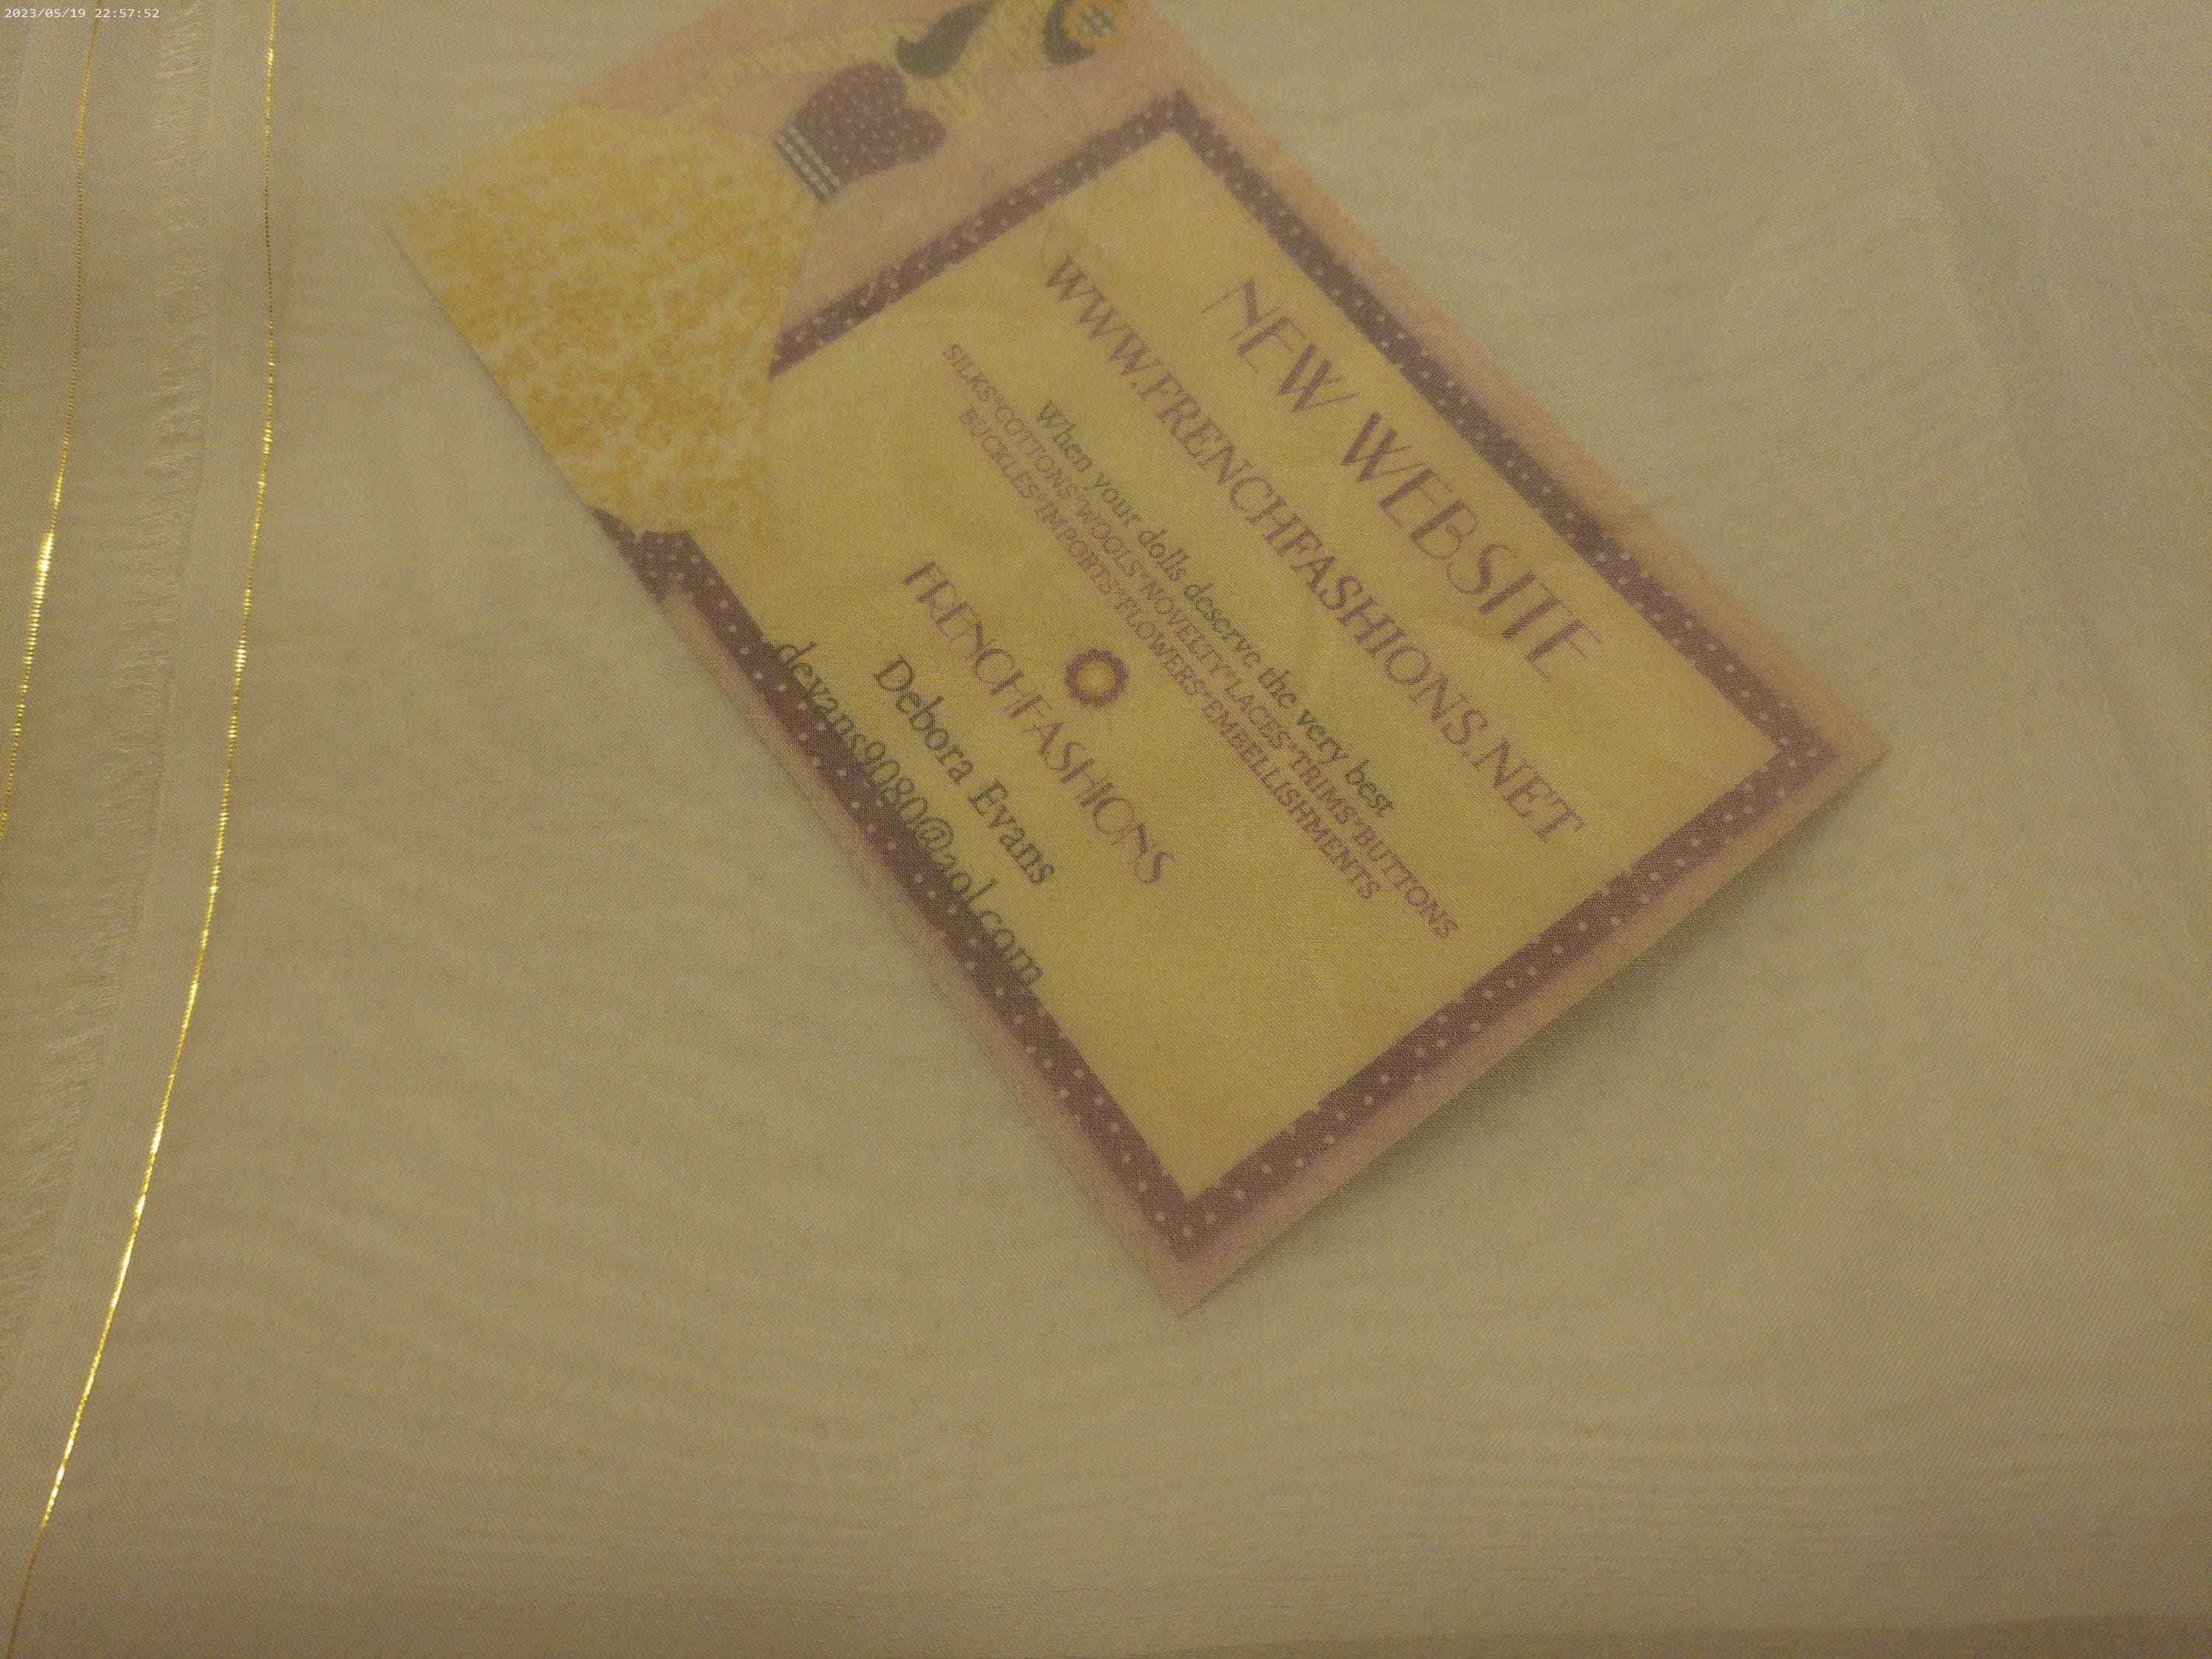 2023/05/19 22:57:52
NEW WEBSITE
WWW.FRENCHFASHIONS.NET
When your dolls deserve the very best
SILKS*COTTONS*WOOLS*NOVELTY*LACES*TRIMS*BUTTONS
BUCKLES*IMPORTS*FLOWERS*EMBELLISHMENTS
FRENCHFASHIONS
Debora Evans
devans9080@aol.com